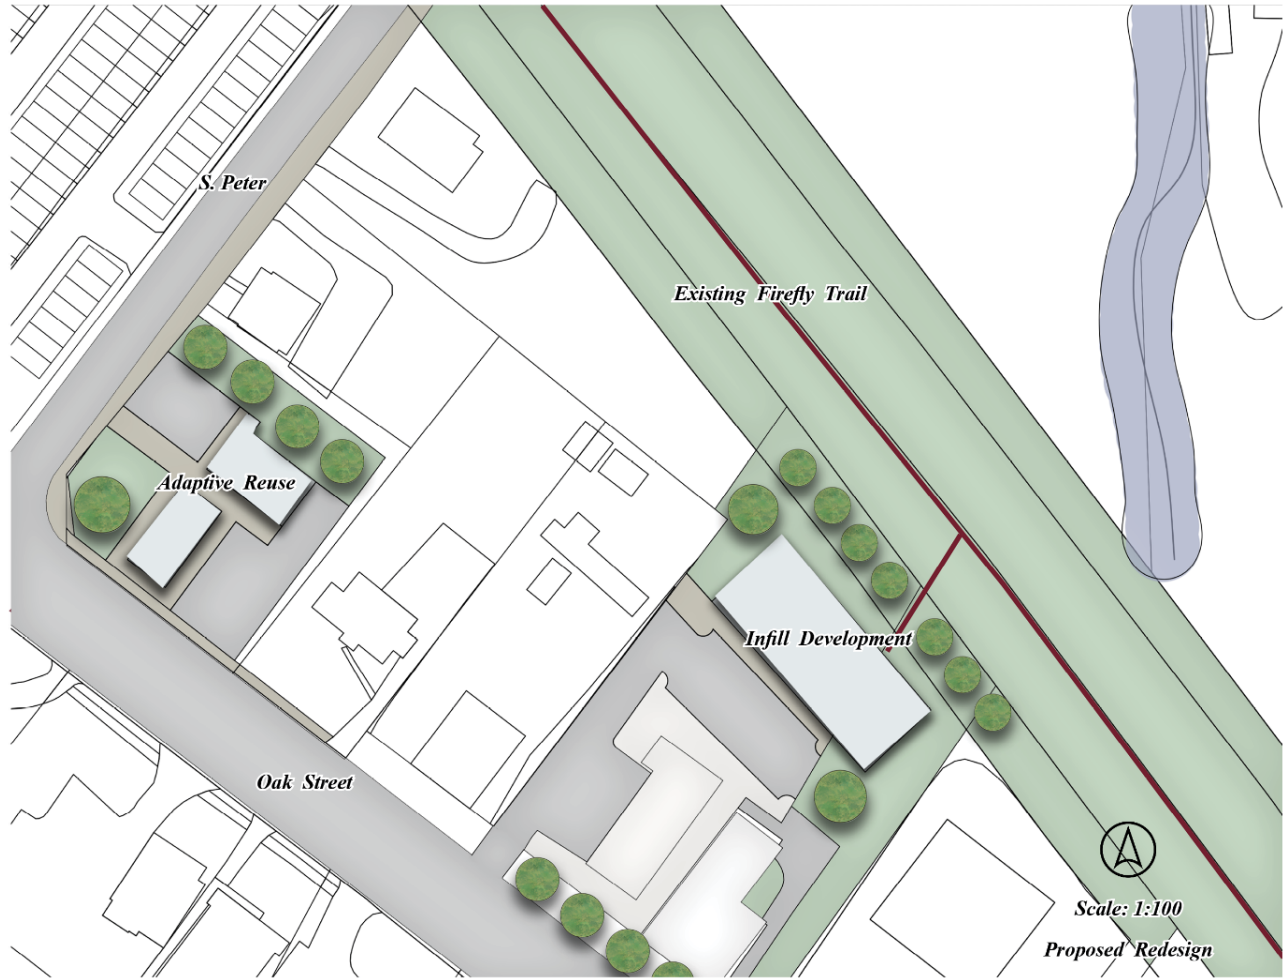 S. Peter
Existing Firefly Trail
Adaptive Reuse
Infill Development
Oak Street
Scale: 1:100
Proposed Redesign